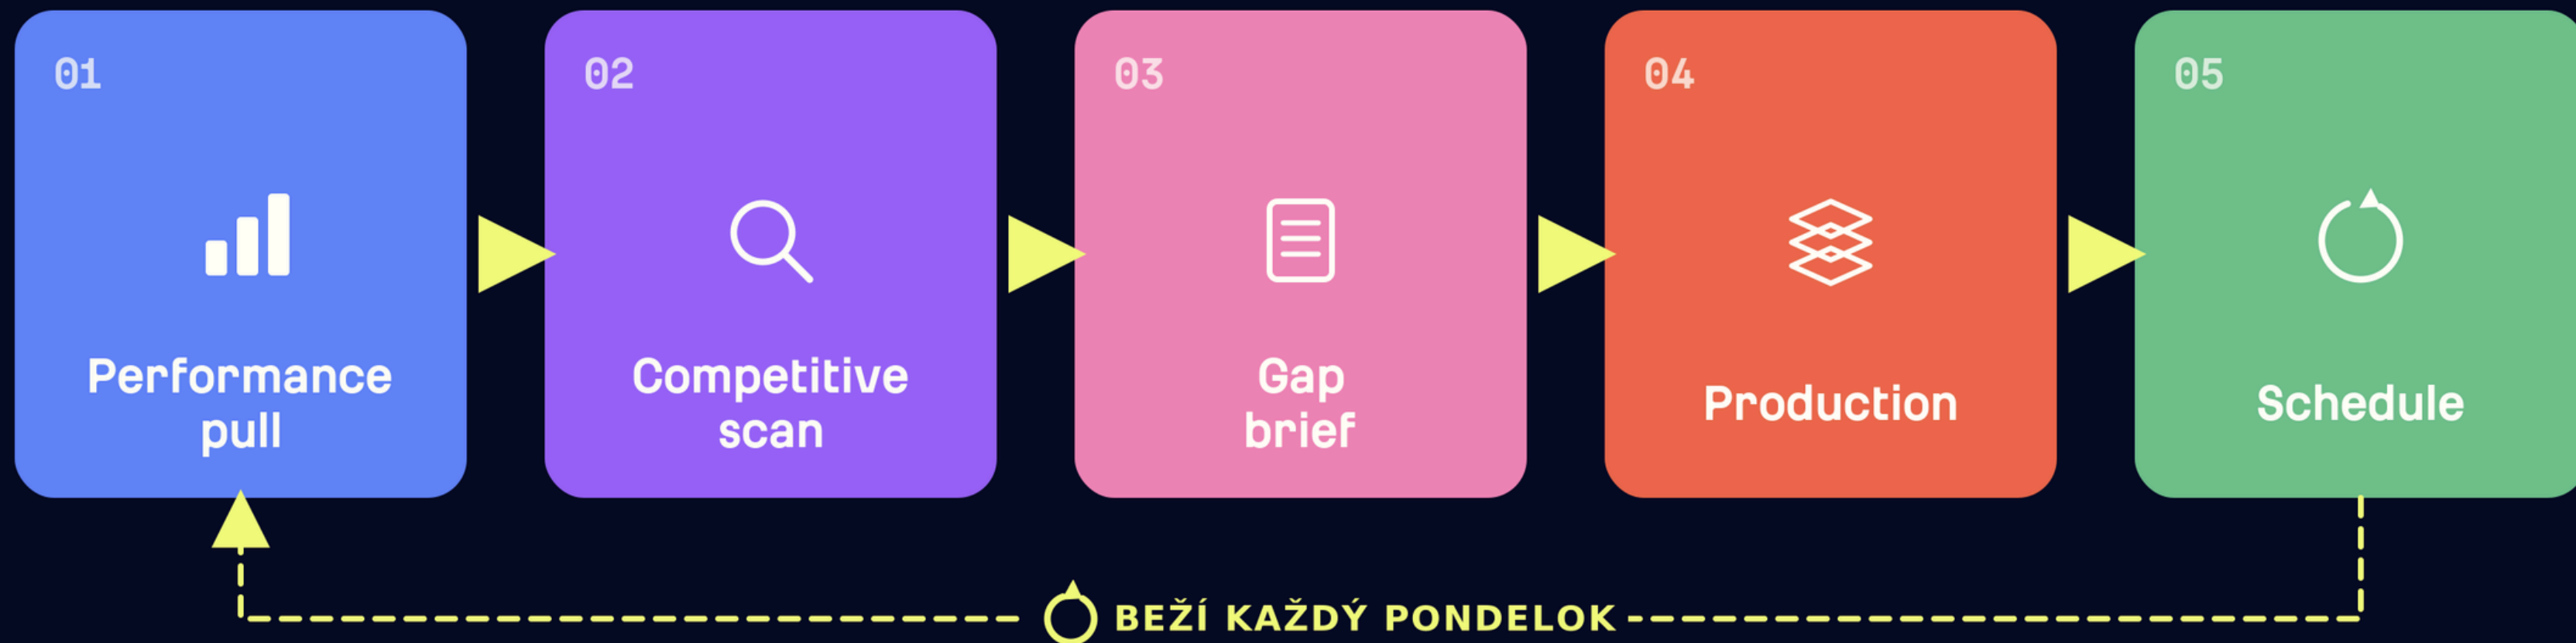 01
Performance
pull
02
Competitive
scan
03
Gap
brief
04
Production
05
Schedule
BEŽÍ KAŽDÝ PONDELOK